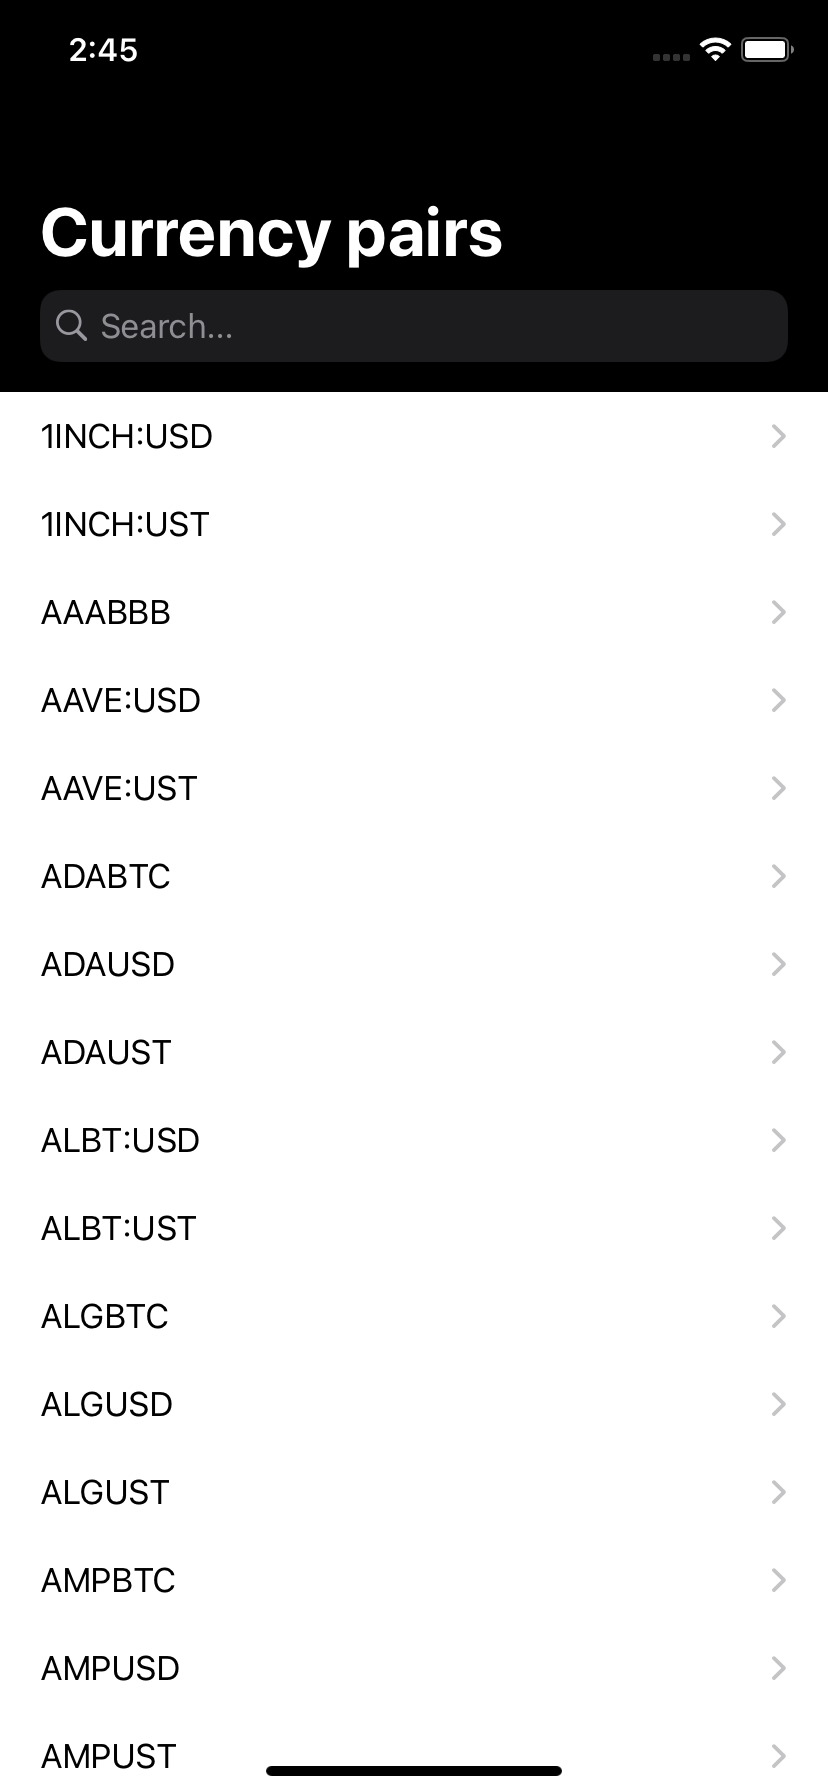 2:45
Currency pairs
Search...
1INCH:USD
1INCH:UST
AAABBB
AAVE:USD
AAVE:UST
ADABTC
ADAUSD
ADAUST
ALBT:USD
ALBT:UST
ALGBTC
ALGUSD
ALGUST
AMPBTC
AMPUSD
AMPUST